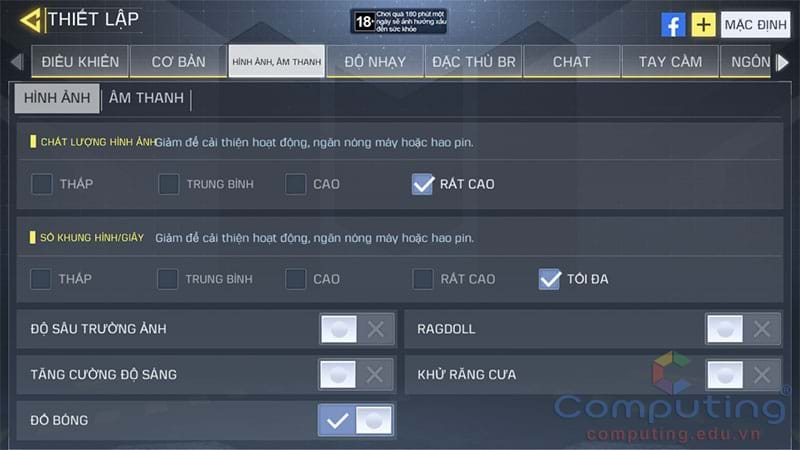 THIẾT LẬP
18+
Chơi quá 180 phút một
ngày sẽ ảnh hưởng xấu
đến sức khỏe
MẶC ĐỊNH
ĐIỀU KHIỂN CƠ BẢN HÌNH ẢNH, ÂM THANH ĐỘ NHẠY ĐẶC THÙ BR CHAT TAY CẦM NGÔN
HÌNH ẢNH ÂM THANH
CHẤT LƯỢNG HÌNH ẢNH Giảm để cải thiện hoạt động, ngăn nóng máy hoặc hao pin.
THẤP TRUNG BÌNH CAO RẤT CAO
SỐ KHUNG HÌNH/GIÂY Giảm để cải thiện hoạt động, ngăn nóng máy hoặc hao pin.
THẤP TRUNG BÌNH CAO RẤT CAO TỐI ĐA
ĐỘ SÂU TRƯỜNG ẢNH RAGDOLL
TĂNG CƯỜNG ĐỘ SÁNG KHỬ RĂNG CƯA
ĐỔ BÓNG
Computing®
computing.edu.vn